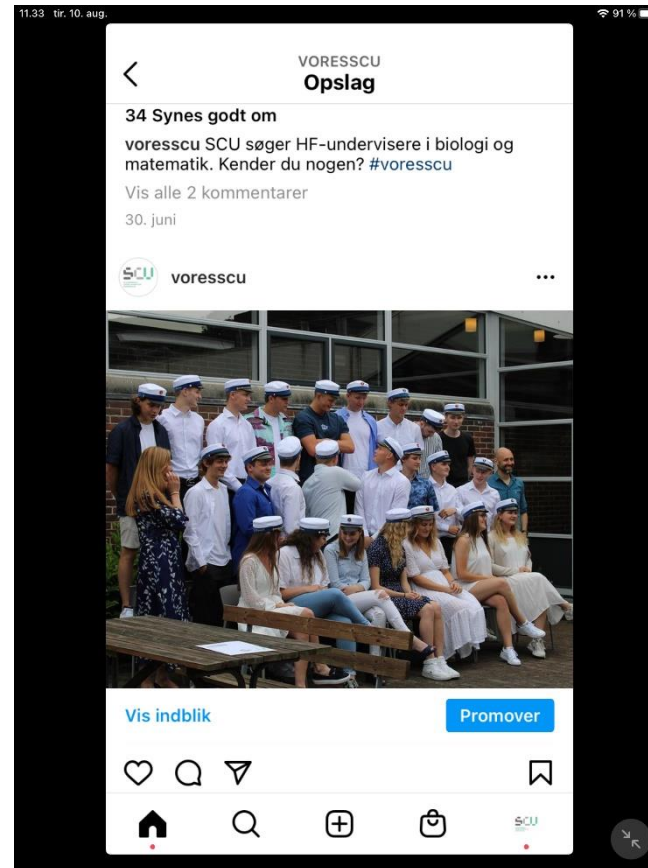 11.33 tir. 10. aug.
91 %
VORESSCU
Opslag
34 Synes godt om
voresscu SCU søger HF-undervisere i biologi og
matematik. Kender du nogen? #voresscu
Vis alle 2 kommentarer
30. juni
SCU
voresscu
Vis indblik
Promover
SCU